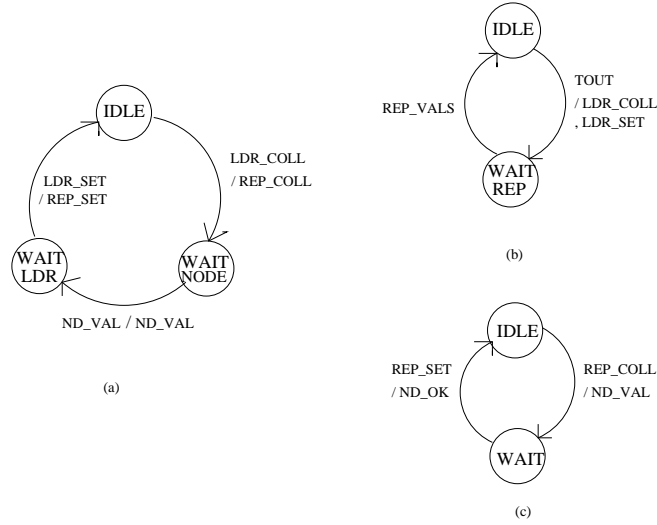 IDLE
LDR_COLL
/ REP_COLL
LDR_SET
/ REP_SET
WAIT
LDR
WAIT
NODE
ND_VAL / ND_VAL
(a)
IDLE
TOUT
/ LDR_COLL
, LDR_SET
REP_VALS
WAIT
REP
(b)
IDLE
REP_SET
/ ND_OK
REP_COLL
/ ND_VAL
WAIT
(c)